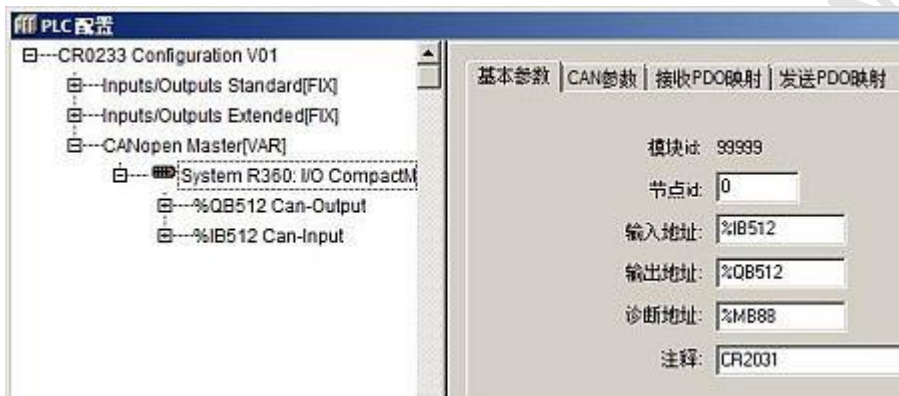 PLC 配置
CR0233 Configuration V01
Inputs/Outputs Standard[FIX]
Inputs/Outputs Extended[FIX]
CANopen Master[VAR]
System R360: I/O CompactM
%QB512 Can-Output
%IB512 Can-Input
基本参数 CAN参数 接收PDO映射 发送PDO映射
模块id: 99999
节点id: 0
输入地址: %IB512
输出地址: %QB512
诊断地址: %MB88
注释: CR2031